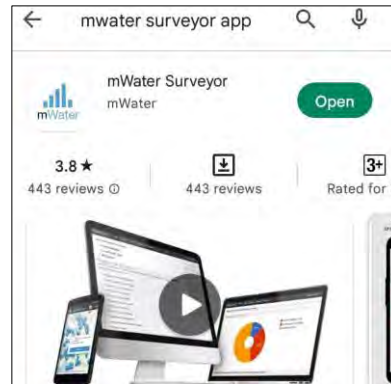 mwater surveyor app
mWater Surveyor
mWater
mWater
Open
3.8★
443 reviews
443 reviews
3+
Rated for